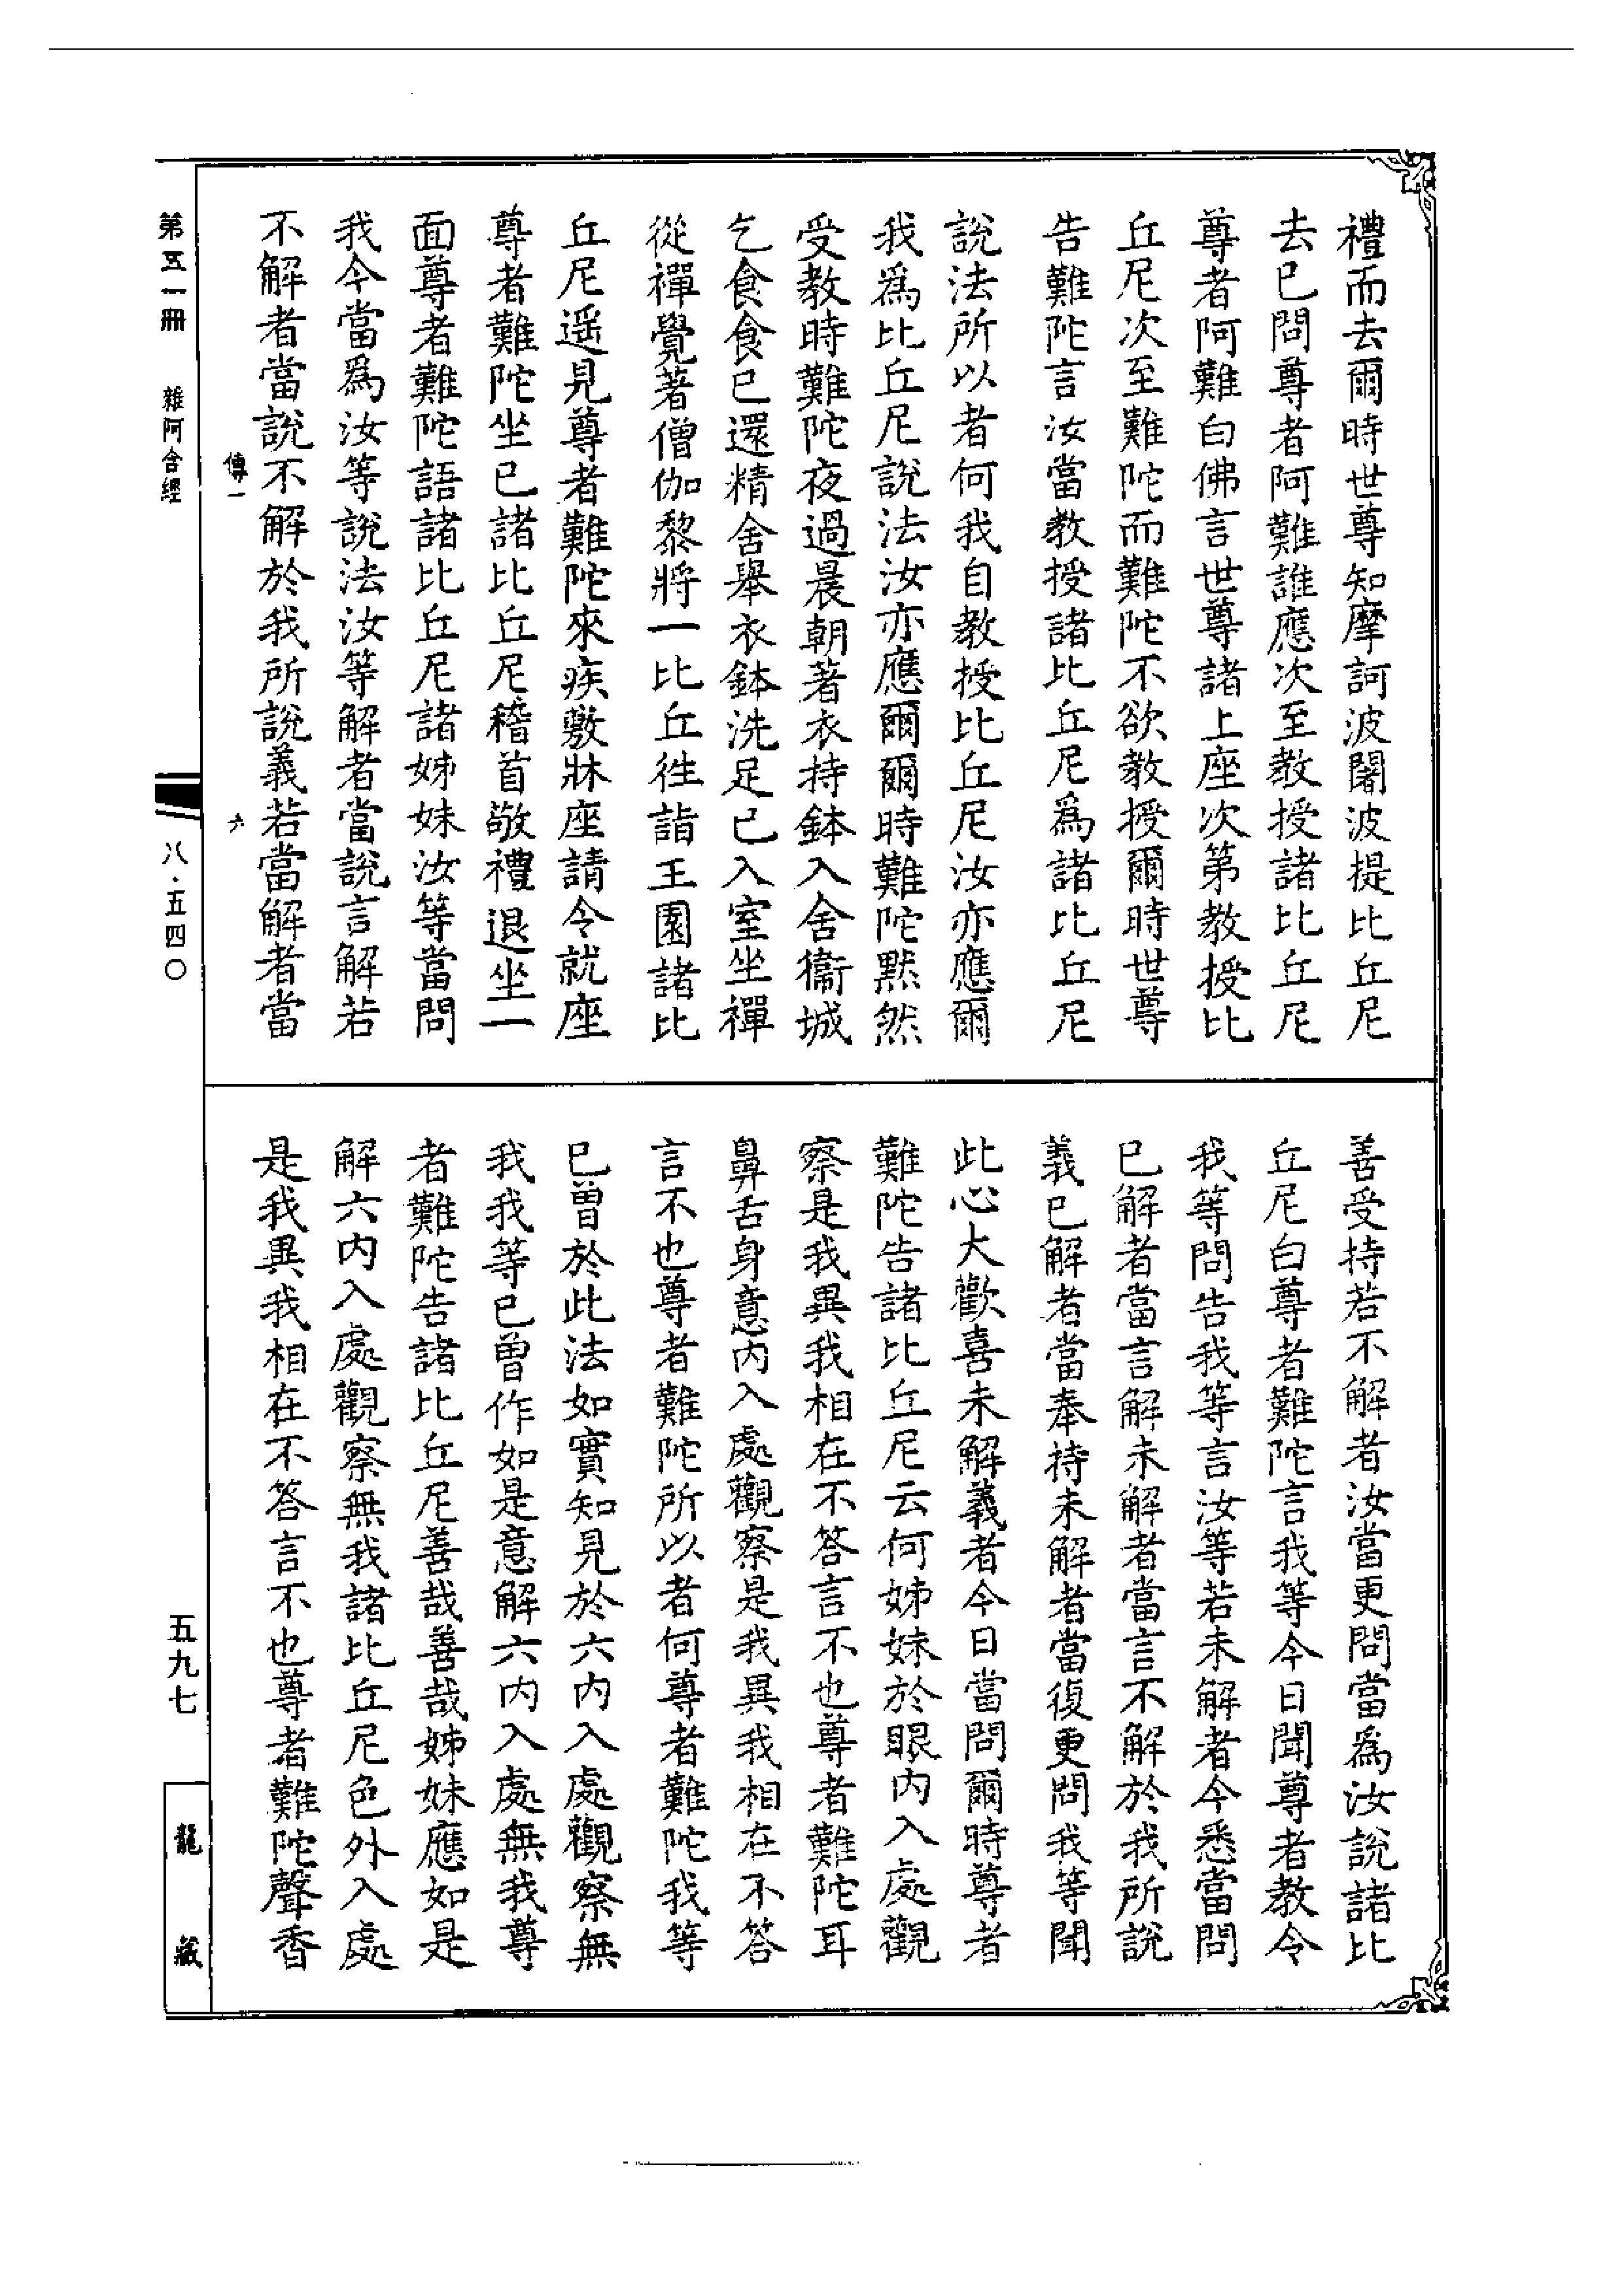 禮而去爾時世尊知摩訶波闍波提比丘尼
去已問尊者阿難誰應次至教授諸比丘尼
尊者阿難白佛言世尊諸上座次第教授比
丘尼次至難陀而難陀不欲教授爾時世尊
告難陀言汝當教授諸比丘尼為諸比丘尼
說法所以者何我自教授比丘尼汝亦應爾
我為比丘尼說法汝亦應爾爾時難陀默然
受教時難陀夜過晨朝著衣持鉢入舍衞城
乞食食已還精舍舉衣鉢洗足已入室坐禪
從禪覺著僧伽黎將一比丘徃詣王園諸比
丘尼遥見尊者難陀來疾敷牀座請令就座
尊者難陀坐已諸比丘尼稽首敬禮退坐一
面尊者難陀語諸比丘尼諸姊妹汝等當問
我今當爲汝等說法汝等解者當說言解若
不解者當說不解於我所說義若當解者當
善受持若不解者汝當更問當為汝說諸比
丘尼白尊者難陀言我等今日聞尊者教令
我等問告我等言汝等若未解者今悉當問
已解者當言解未解者當言不解於我所說
義已解者當奉持未解者當復更問我等聞
此心大歡喜未解義者今日當問爾時尊者
難陀告諸比丘尼云何姊妹於眼內入處觀
察是我異我相在不答言不也尊者難陀耳
鼻舌身意內入處觀察是我異我相在不答
言不也尊者難陀所以者何尊者難陀我等
已曾於此法如實知見於六內入處觀察無
我我等已曾作如是意解六內入處無我尊
者難陀告諸比丘尼善哉善哉姊妹應如是
解六內入處觀察無我諸比丘尼色外入處
是我異我相在不答言不也尊者難陀聲香
傳一
六
第五一冊
雜阿含經
八·五四〇
五九七
龍藏